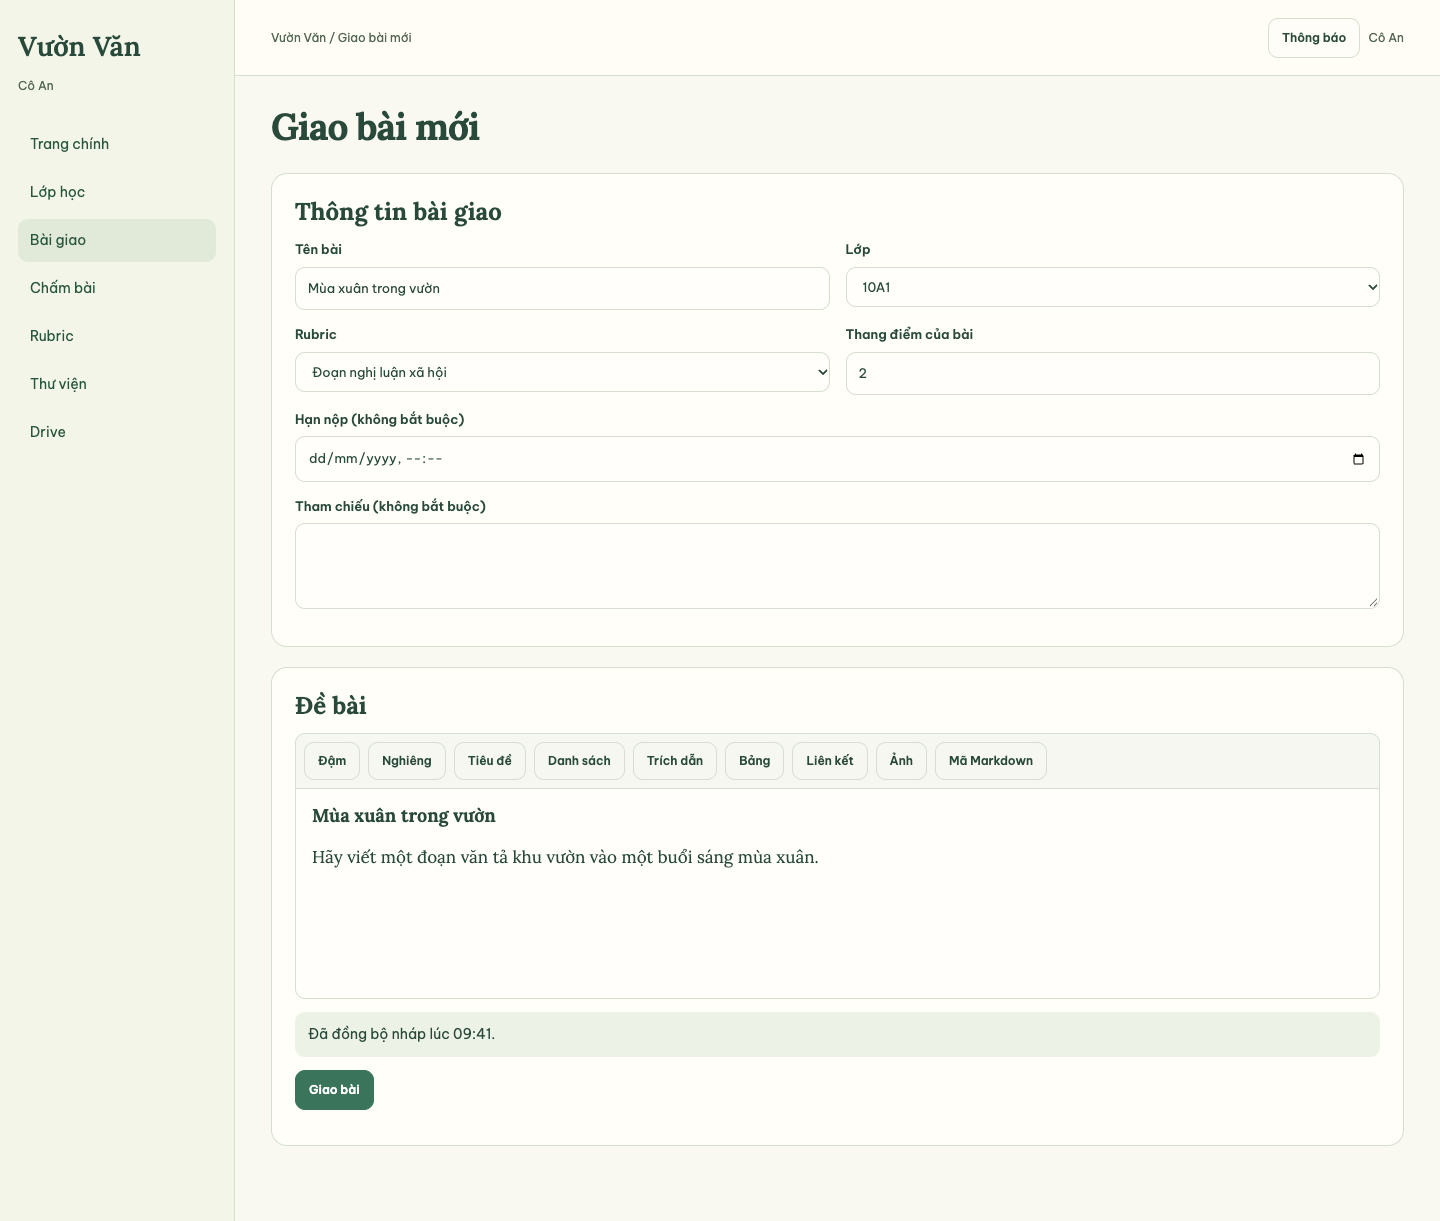 Vườn Văn
Cô An
Trang chính
Lớp học
Bài giao
Chấm bài
Rubric
Thư viện
Drive
Vườn Văn / Giao bài mới
Thông báo
Cô An
Giao bài mới
Thông tin bài giao
Tên bài
Lớp
Mùa xuân trong vườn
10A1
Rubric
Thang điểm của bài
Đoạn nghị luận xã hội
2
Hạn nộp (không bắt buộc)
dd/mm/yyyy, --:--
Tham chiếu (không bắt buộc)
Đề bài
Đậm
Nghiêng
Tiêu đề
Danh sách
Trích dẫn
Bảng
Liên kết
Ảnh
Mã Markdown
Mùa xuân trong vườn
Hãy viết một đoạn văn tả khu vườn vào một buổi sáng mùa xuân.
Đã đồng bộ nháp lúc 09:41.
Giao bài